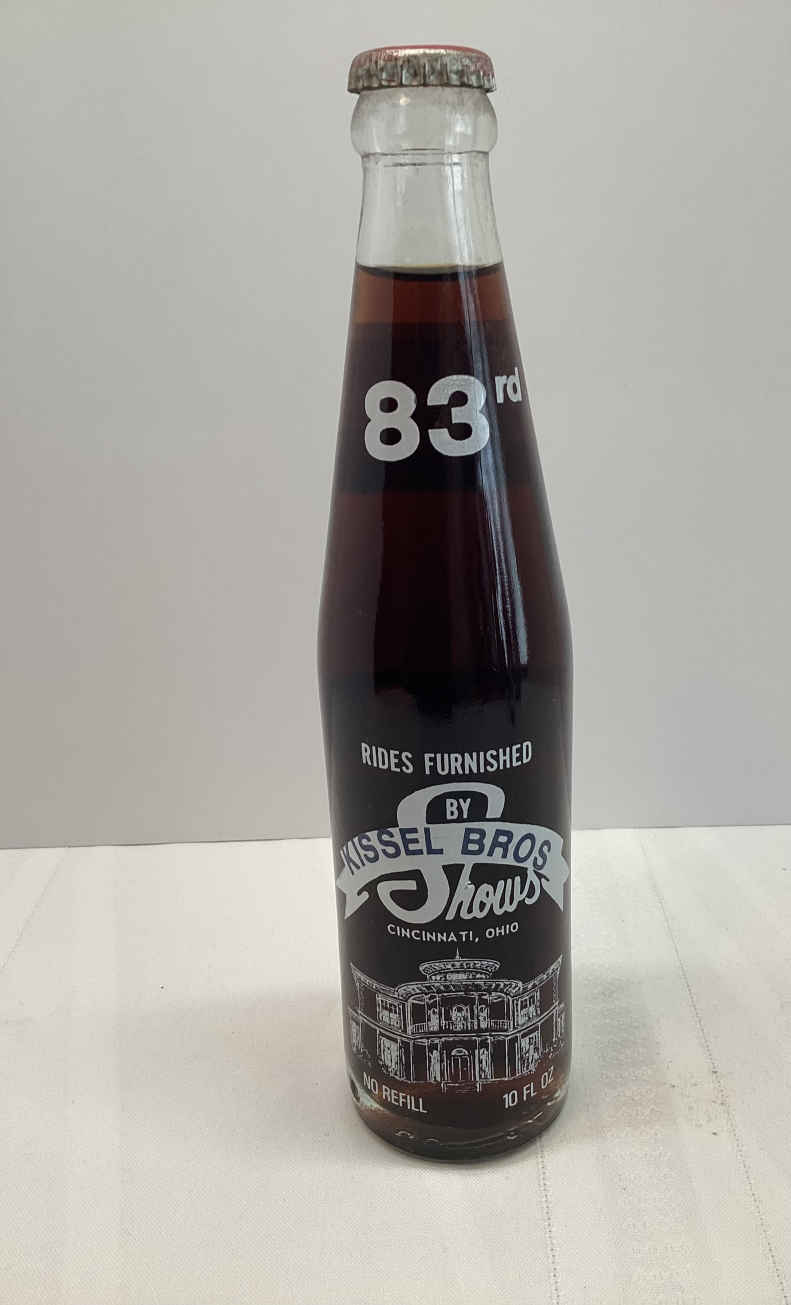 83rd
RIDES FURNISHED
BY
KISSEL BROS
Shows
CINCINNATI, OHIO
NO REFILL
10 FL OZ